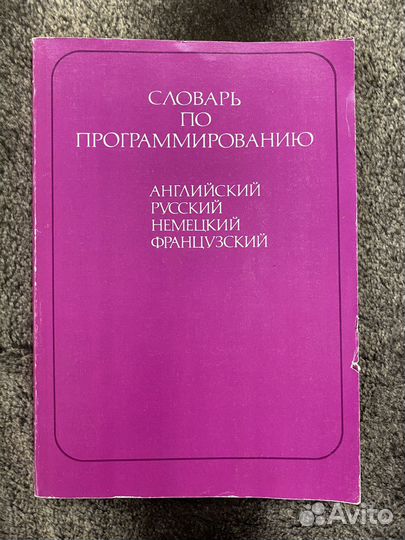 СЛОВАРЬ
ПО
ПРОГРАММИРОВАНИЮ
АНГЛИЙСКИЙ
РУССКИЙ
НЕМЕЦКИЙ
ФРАНЦУЗСКИЙ
Avito